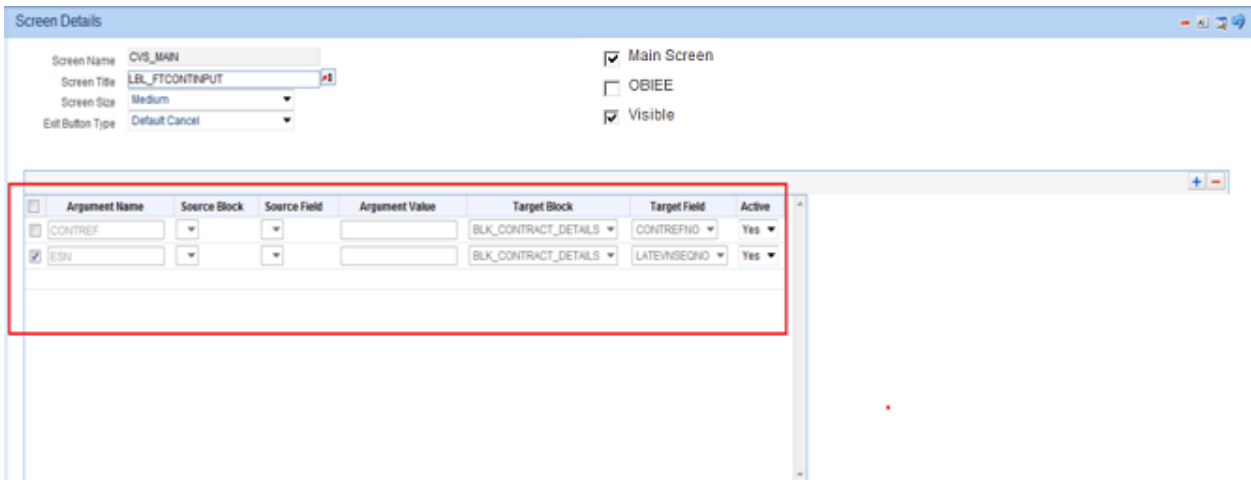 Screen Details
Screen Name CVS_MAIN
Screen Title LBL_FTCONTINPUT
Screen Size Medium
Exit Button Type Default Cancel
Main Screen
OBIEE
Visible
Argument Name Source Block Source Field Argument Value Target Block Target Field Active
CONTREF BLK_CONTRACT_DETAILS CONTREFNO Yes
ESN BLK_CONTRACT_DETAILS LATEVNSEQNO Yes